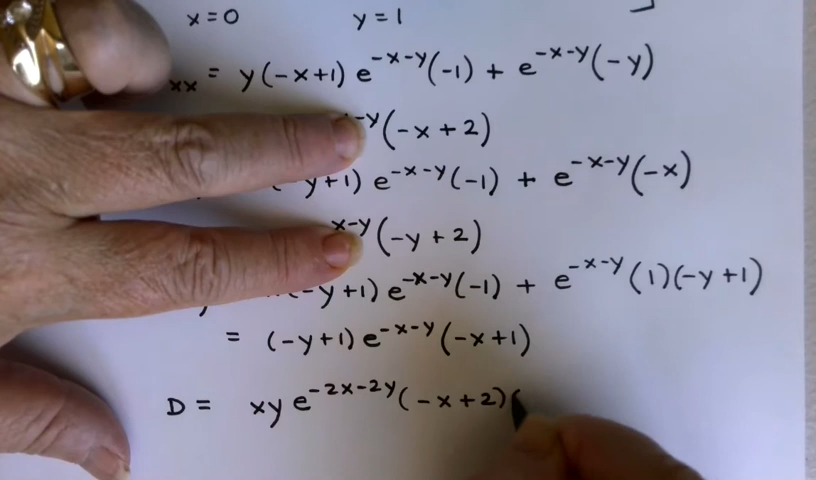 x = 0 y = 1 ]
xx = y(-x+1) e^{-x-y}(-1) + e^{-x-y}(-y)
-y(-x+2)
y+1) e^{-x-y}(-1) + e^{-x-y}(-x)
x-y(-y+2)
(-y+1) e^{-x-y}(-1) + e^{-x-y}(1)(-y+1)
= (-y+1) e^{-x-y}(-x+1)
D = xy e^{-2x-2y}(-x+2)(